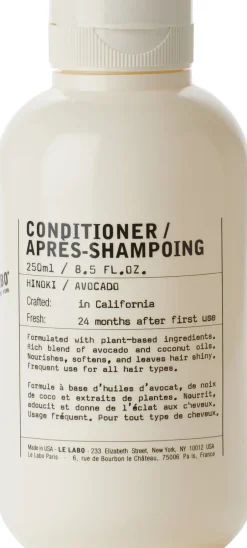 CONDITIONER /
APRÈS-SHAMPOING
250ml / 8.5 FL.OZ.
HINOKI / AVOCADO
Crafted: in California
Fresh: 24 months after first use
Formulated with plant-based ingredients.
Rich blend of avocado and coconut oils.
Nourishes, softens, and leaves hair shiny.
Frequent use for all hair types.
Formule à base d'huiles d'avocat, de noix
de coco et extraits de plantes. Nourrit,
adoucit et donne de l'éclat aux cheveux.
Usage fréquent. Pour tout type de cheveux.
Made in USA - LE LABO - 233 Elizabeth Street, New York, NY 10012 USA
Le Labo Paris - 6, rue de Bourbon le Château, 75006 Paris, France